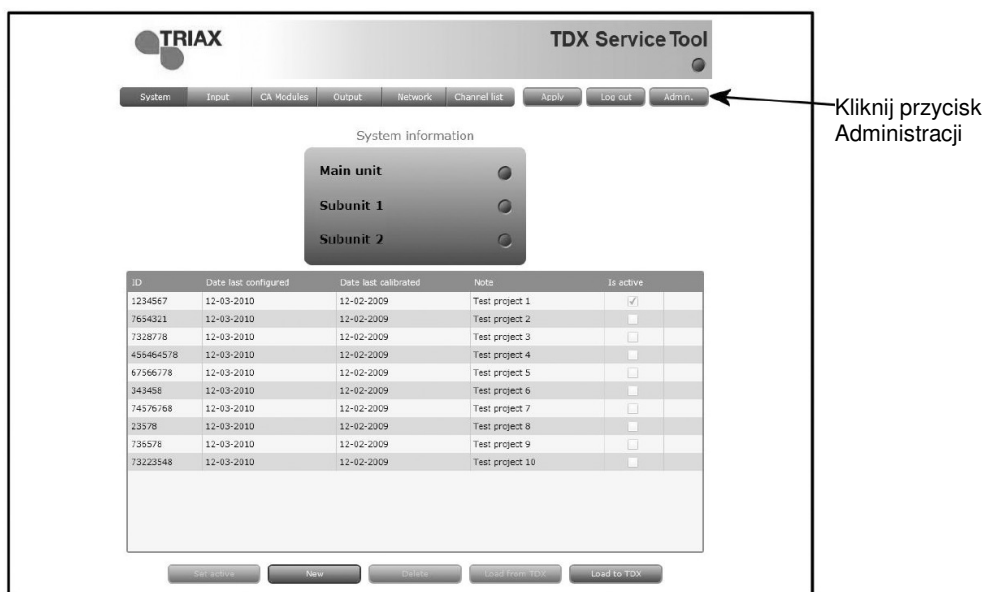 TRIAX
TDX Service Tool
System Input CA Modules Output Network Channel list Apply Log out Admin.
Kliknij przycisk
Administracji
System information
Main unit
Subunit 1
Subunit 2
ID Date last configured Date last calibrated Note Is active
1234567 12-03-2010 12-02-2009 Test project 1
7654321 12-03-2010 12-02-2009 Test project 2
7328778 12-03-2010 12-02-2009 Test project 3
456464578 12-03-2010 12-02-2009 Test project 4
67566778 12-03-2010 12-02-2009 Test project 5
343458 12-03-2010 12-02-2009 Test project 6
74576768 12-03-2010 12-02-2009 Test project 7
23578 12-03-2010 12-02-2009 Test project 8
736578 12-03-2010 12-02-2009 Test project 9
73223548 12-03-2010 12-02-2009 Test project 10
Set active New Delete Load from TDX Load to TDX